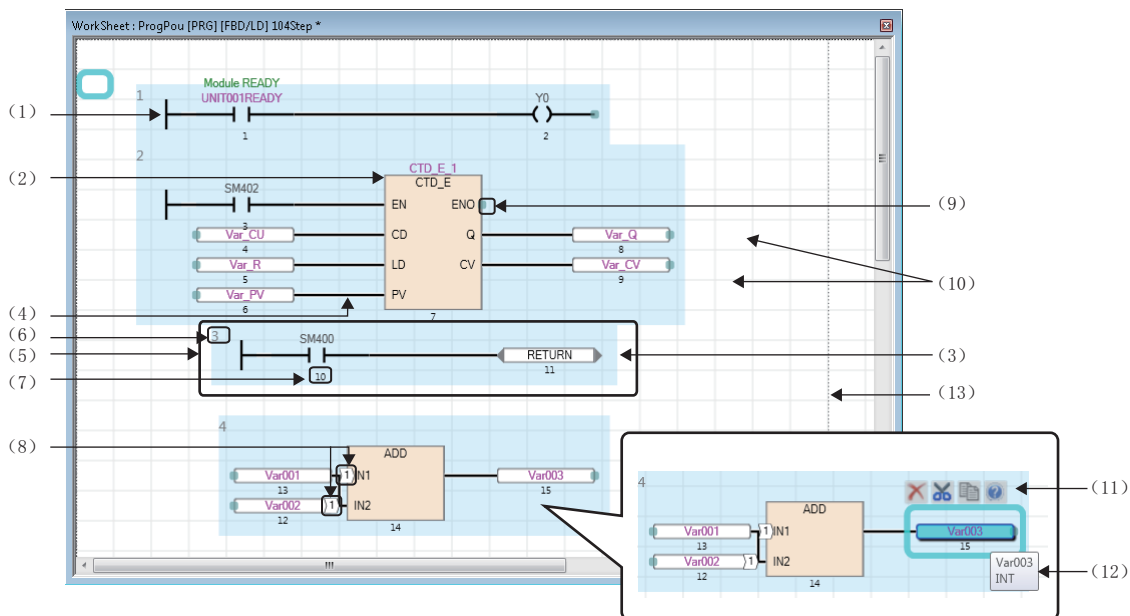 WorkSheet : ProgPou [PRG] [FBD/LD] 104Step *
Module READY
1
UNIT001READY
Y0
(1)
1
2
2
CTD_E_1
(2)
CTD_E
SM402
EN
ENO
(9)
3
Var_CU
CD
Q
Var_Q
4
8
Var_R
LD
CV
Var_CV
5
9
(10)
Var_PV
PV
(4)
6
7
(6)
3
SM400
(5)
RETURN
(3)
(7)
10
11
(13)
4
(8)
ADD
Var001
1
IN1
Var003
13
15
Var002
1
IN2
12
14
4
(11)
ADD
Var001
1
IN1
Var003
13
15
Var002
1
IN2
Var003
INT
(12)
12
14